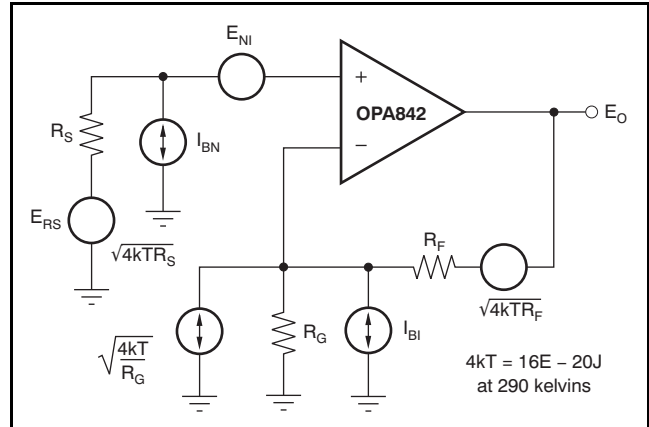 E_NI
+
OPA842
−
E_O
R_S
I_BN
E_RS
√4kTR_S
R_F
√4kTR_F
√4kT/R_G
R_G
I_BI
4kT = 16E – 20J
at 290 kelvins